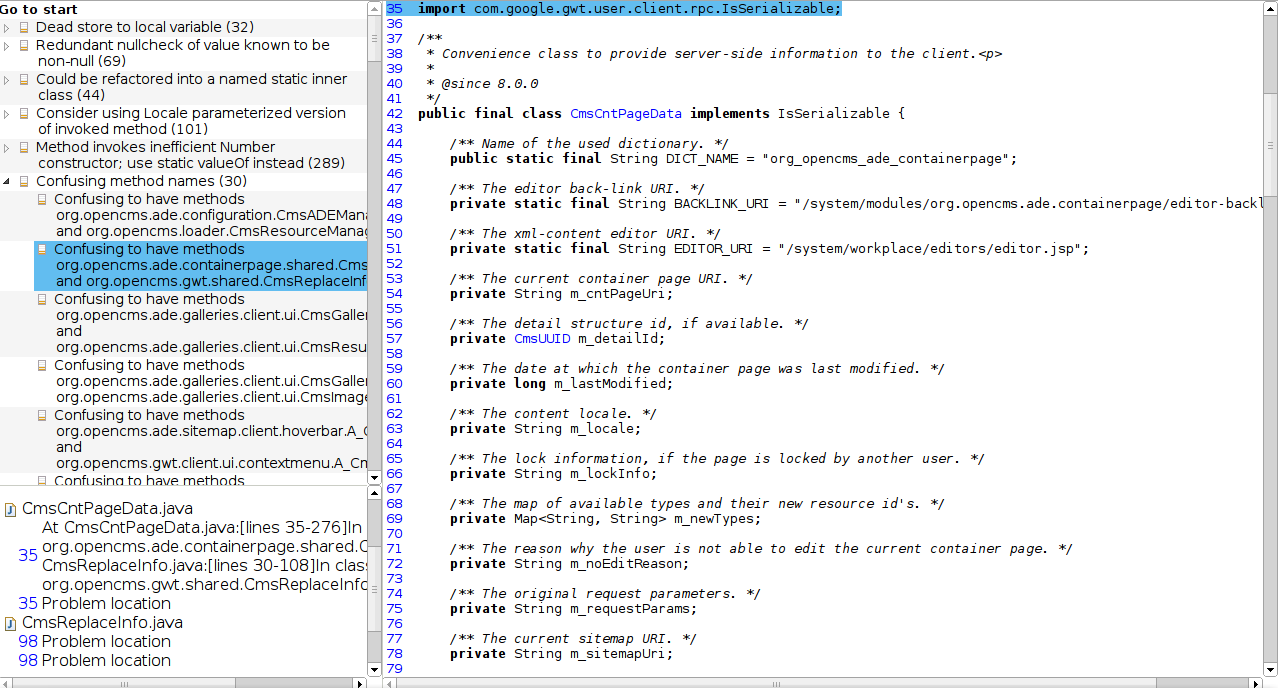 Go to start
Dead store to local variable (32)
Redundant nullcheck of value known to be
non-null (69)
Could be refactored into a named static inner
class (44)
Consider using Locale parameterized version
of invoked method (101)
Method invokes inefficient Number
constructor; use static valueOf instead (289)
Confusing method names (30)
Confusing to have methods
org.opencms.ade.configuration.CmsADEMana
and org.opencms.loader.CmsResourceManag
Confusing to have methods
org.opencms.ade.containerpage.shared.Cms
and org.opencms.gwt.shared.CmsReplaceInf
Confusing to have methods
org.opencms.ade.galleries.client.ui.CmsGaller
and
org.opencms.ade.galleries.client.ui.CmsResu
Confusing to have methods
org.opencms.ade.galleries.client.ui.CmsGaller
and org.opencms.ade.galleries.client.ui.CmsImage
Confusing to have methods
org.opencms.ade.sitemap.client.hoverbar.A_C
and
org.opencms.gwt.client.ui.contextmenu.A_Cm
Confusing to have methods
CmsCntPageData.java
At CmsCntPageData.java:[lines 35-276]In
org.opencms.ade.containerpage.shared.C
35 CmsReplaceInfo.java:[lines 30-108]In class
org.opencms.gwt.shared.CmsReplaceInfo
35 Problem location
CmsReplaceInfo.java
98 Problem location
98 Problem location
35 import com.google.gwt.user.client.rpc.IsSerializable;
36
37 /**
38 * Convenience class to provide server-side information to the client.<p>
39 *
40 * @since 8.0.0
41 */
42 public final class CmsCntPageData implements IsSerializable {
43
44 /** Name of the used dictionary. */
45 public static final String DICT_NAME = "org_opencms_ade_containerpage";
46
47 /** The editor back-link URI. */
48 private static final String BACKLINK_URI = "/system/modules/org.opencms.ade.containerpage/editor-backl
49
50 /** The xml-content editor URI. */
51 private static final String EDITOR_URI = "/system/workplace/editors/editor.jsp";
52
53 /** The current container page URI. */
54 private String m_cntPageUri;
55
56 /** The detail structure id, if available. */
57 private CmsUUID m_detailId;
58
59 /** The date at which the container page was last modified. */
60 private long m_lastModified;
61
62 /** The content locale. */
63 private String m_locale;
64
65 /** The lock information, if the page is locked by another user. */
66 private String m_lockInfo;
67
68 /** The map of available types and their new resource id's. */
69 private Map<String, String> m_newTypes;
70
71 /** The reason why the user is not able to edit the current container page. */
72 private String m_noEditReason;
73
74 /** The original request parameters. */
75 private String m_requestParams;
76
77 /** The current sitemap URI. */
78 private String m_sitemapUri;
79